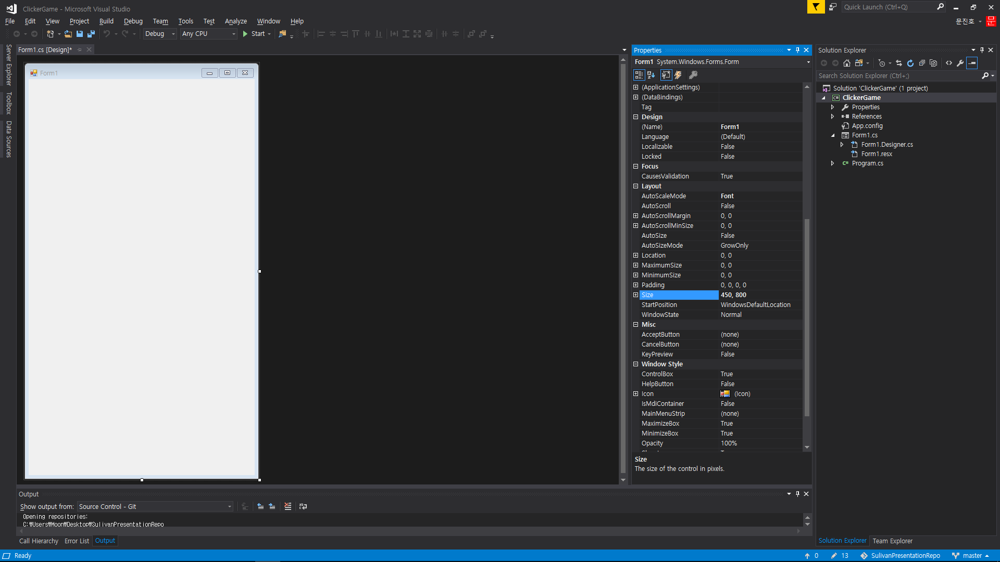 ClickerGame - Microsoft Visual Studio
Quick Launch (Ctrl+Q)
File Edit View Project Build Debug Team Tools Test Analyze Window Help
문진호
문
Debug Any CPU Start
Server Explorer
Toolbox
Data Sources
Form1.cs [Design]*
Form1
Properties
Form1 System.Windows.Forms.Form
(ApplicationSettings)
(DataBindings)
Tag
Design
(Name) Form1
Language (Default)
Localizable False
Locked False
Focus
CausesValidation True
Layout
AutoScaleMode Font
AutoScroll False
AutoScrollMargin 0, 0
AutoScrollMinSize 0, 0
AutoSize False
AutoSizeMode GrowOnly
Location 0, 0
MaximumSize 0, 0
MinimumSize 0, 0
Padding 0, 0, 0, 0
Size 450, 800
StartPosition WindowsDefaultLocation
WindowState Normal
Misc
AcceptButton (none)
CancelButton (none)
KeyPreview False
Window Style
ControlBox True
HelpButton False
Icon (Icon)
IsMdiContainer False
MainMenuStrip (none)
MaximizeBox True
MinimizeBox True
Opacity 100%
Size
The size of the control in pixels.
Solution Explorer
Search Solution Explorer (Ctrl+;)
Solution 'ClickerGame' (1 project)
C# ClickerGame
Properties
References
App.config
Form1.cs
Form1.Designer.cs
Form1.resx
C# Program.cs
Output
Show output from: Source Control - Git
Opening repositories:
C:₩Users₩Moon₩Desktop₩SulivanPresentationRepo
Call Hierarchy Error List Output
Solution Explorer Team Explorer
Ready
0 13 SulivanPresentationRepo master